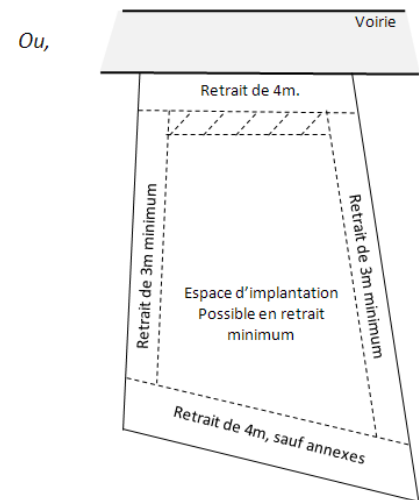 Voirie
Ou,
Retrait de 4m.
Retrait de 3m minimum
Retrait de 3m minimum
Espace d'implantation
Possible en retrait
minimum
Retrait de 4m, sauf annexes